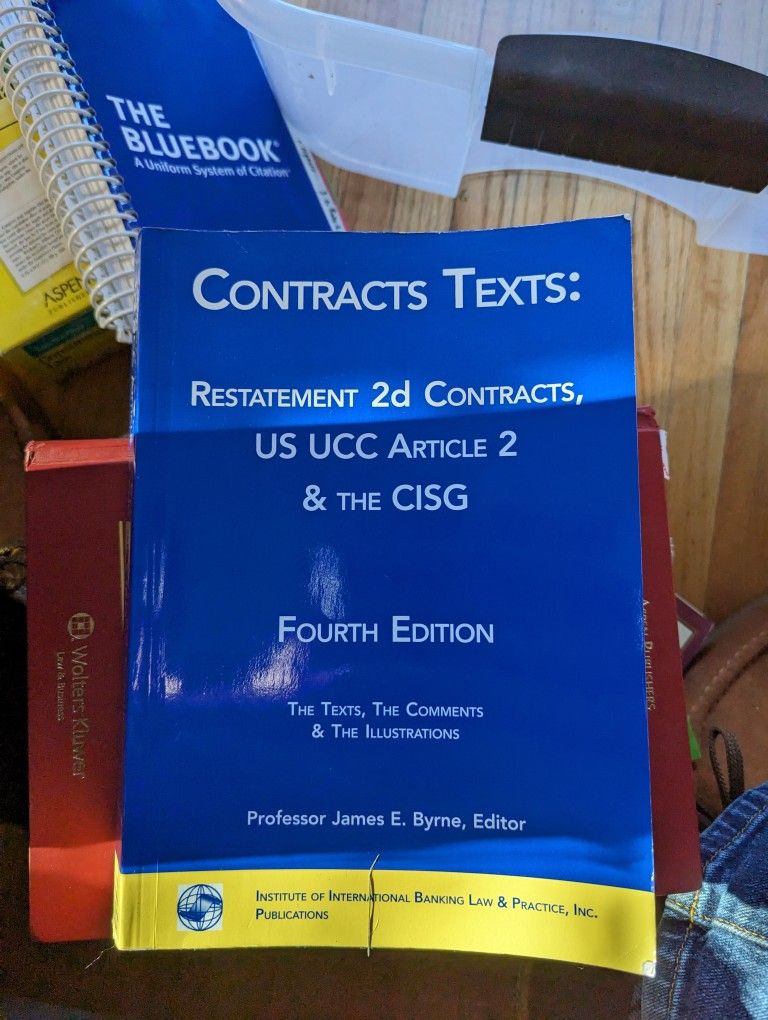 THE
BLUEBOOK®
A Uniform System of Citation®
ASPEN
CONTRACTS TEXTS:
RESTATEMENT 2d CONTRACTS,
US UCC ARTICLE 2
& THE CISG
FOURTH EDITION
THE TEXTS, THE COMMENTS
& THE ILLUSTRATIONS
Professor James E. Byrne, Editor
INSTITUTE OF INTERNATIONAL BANKING LAW & PRACTICE, INC.
PUBLICATIONS
Wolters Kluwer
Law & Business
ASPEN PUBLISHERS